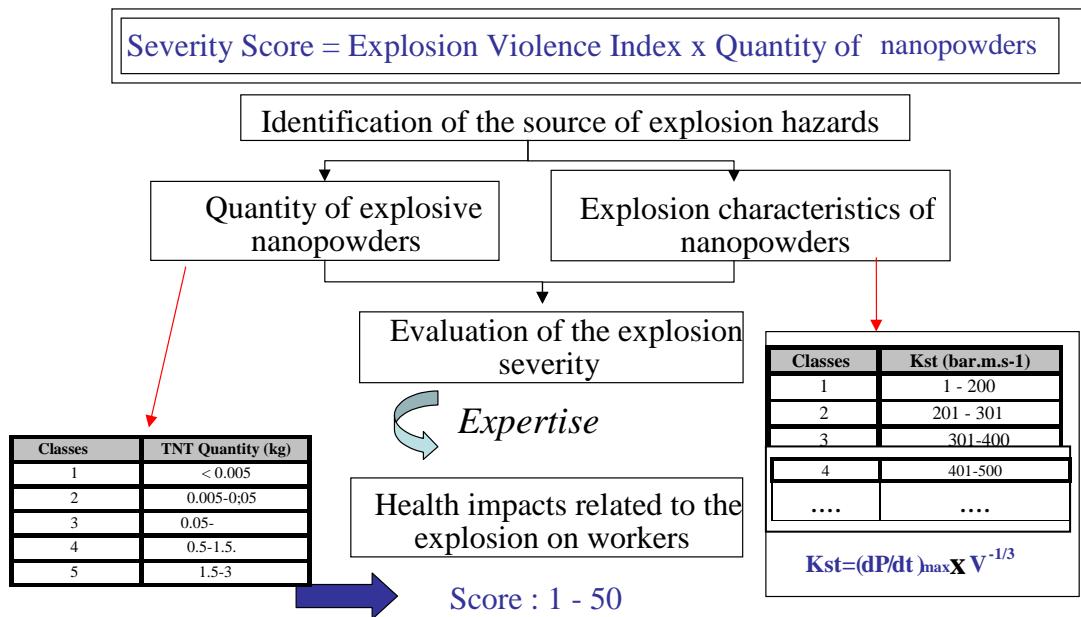 Severity Score = Explosion Violence Index x Quantity of nanopowders
Identification of the source of explosion hazards
Quantity of explosive
nanopowders
Explosion characteristics of
nanopowders
Evaluation of the explosion
severity
Expertise
Health impacts related to the
explosion on workers
Score : 1 - 50
Classes TNT Quantity (kg)
1 < 0.005
2 0.005-0;05
3 0.05-
4 0.5-1.5.
5 1.5-3
Classes Kst (bar.m.s-1)
1 1 - 200
2 201 - 301
3 301-400
4 401-500
.... ....
Kst=(dP/dt)max x V-1/3